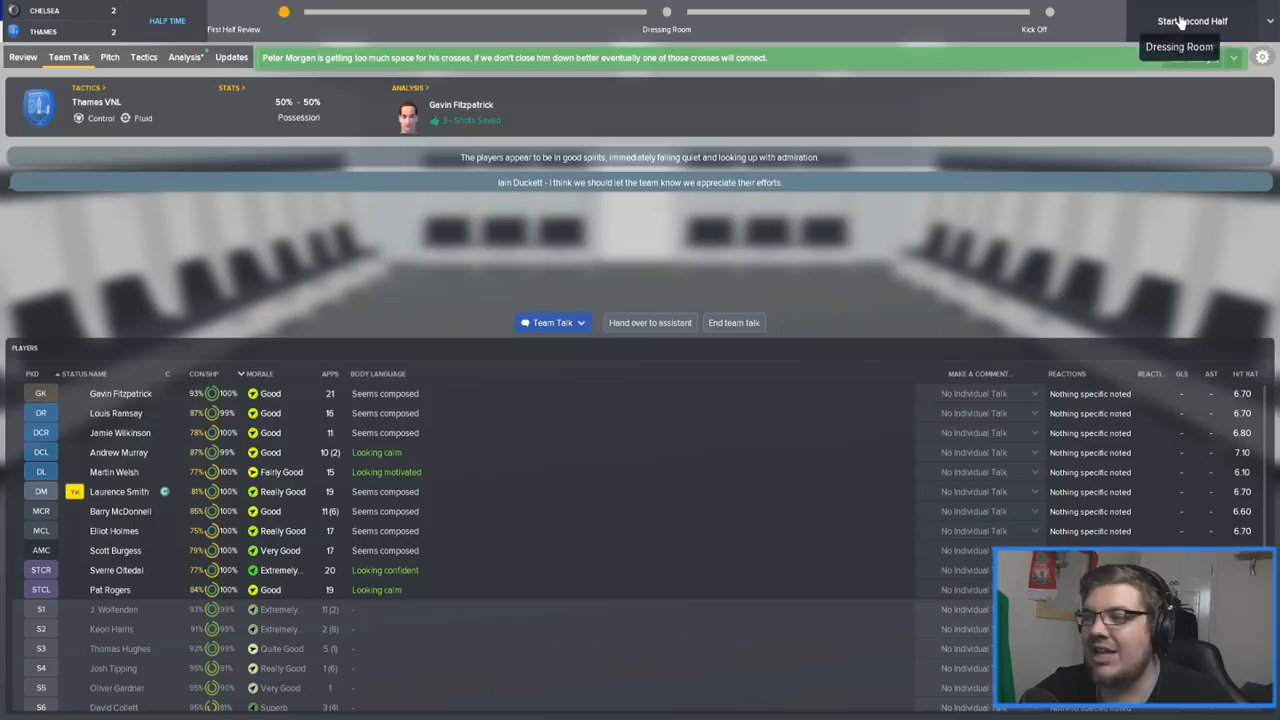 CHELSEA 2
THAMES 2
HALF TIME
First Half Review
Dressing Room
Kick Off
Start Second Half
Dressing Room
Review Team Talk Pitch Tactics Analysis* Updates
Peter Morgan is getting too much space for his crosses, if we don't close him down better eventually one of those crosses will connect.
TACTICS > STATS > ANALYSIS >
Thames VNL
Control Fluid
50% - 50%
Possession
Gavin Fitzpatrick
3 - Shots Saved
The players appear to be in good spirits, immediately falling quiet and looking up with admiration.
Iain Duckett - I think we should let the team know we appreciate their efforts.
Team Talk Hand over to assistant End team talk
PLAYERS
PKD STATUS NAME C CON/SHP MORALE APPS BODY LANGUAGE MAKE A COMMENT... REACTIONS REACTI... GLS AST HT RAT
GK Gavin Fitzpatrick 93% 100% Good 21 Seems composed No Individual Talk Nothing specific noted - - 6.70
DR Louis Ramsay 87% 99% Good 16 Seems composed No Individual Talk Nothing specific noted - - 6.70
DCR Jamie Wilkinson 78% 100% Good 11 Seems composed No Individual Talk Nothing specific noted - - 6.80
DCL Andrew Murray 87% 99% Good 10 (2) Looking calm No Individual Talk Nothing specific noted - - 7.10
DL Martin Welsh 77% 100% Fairly Good 15 Looking motivated No Individual Talk Nothing specific noted - - 6.10
DM Yel Laurence Smith C 81% 100% Really Good 19 Seems composed No Individual Talk Nothing specific noted - - 6.70
MCR Barry McDonnell 85% 100% Good 11 (6) Seems composed No Individual Talk Nothing specific noted - - 6.60
MCL Elliot Holmes 75% 100% Really Good 17 Seems composed No Individual Talk Nothing specific noted - - 6.70
AMC Scott Burgess 79% 100% Very Good 17 Seems composed No Individual
STCR Sverre Oltedal 77% 100% Extremely... 20 Looking confident No Individual
STCL Pat Rogers 84% 100% Good 19 Looking calm No Individual
S1 J. Wolfenden 93% 99% Extremely... 11 (2) - No Individual
S2 Keon Harris 91% 99% Extremely... 2 (8) - No Individual
S3 Thomas Hughes 92% 99% Quite Good 5 (1) - No Individual
S4 Josh Tipping 95% 91% Really Good 1 (6) - No Individual
S5 Oliver Gardner 95% 90% Very Good 1 - No Individual
S6 David Collett 95% 81% Superb 3 (4) - No Individual